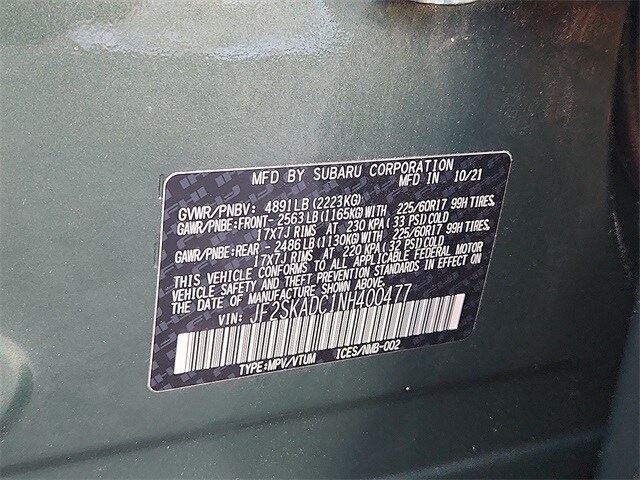 MFD BY SUBARU CORPORATION
MFD IN 10/21
GVWR/PNBV: 4891LB(2223KG)
GAWR/PNBE:FRONT- 2563LB(1165KG)WITH 225/60R17 99H TIRES,
17X7J RIMS AT 230 KPA(33 PSI)COLD
GAWR/PNBE:REAR - 2486LB(1130KG)WITH 225/60R17 99H TIRES,
17X7J RIMS AT 220 KPA(32 PSI)COLD
THIS VEHICLE CONFORMS TO ALL APPLICABLE FEDERAL MOTOR
VEHICLE SAFETY AND THEFT PREVENTION STANDARDS IN EFFECT ON
THE DATE OF MANUFACTURE SHOWN ABOVE.
VIN: JF2SKADC1NH400477
TYPE:MPV/VTUM ICES/NMB-002